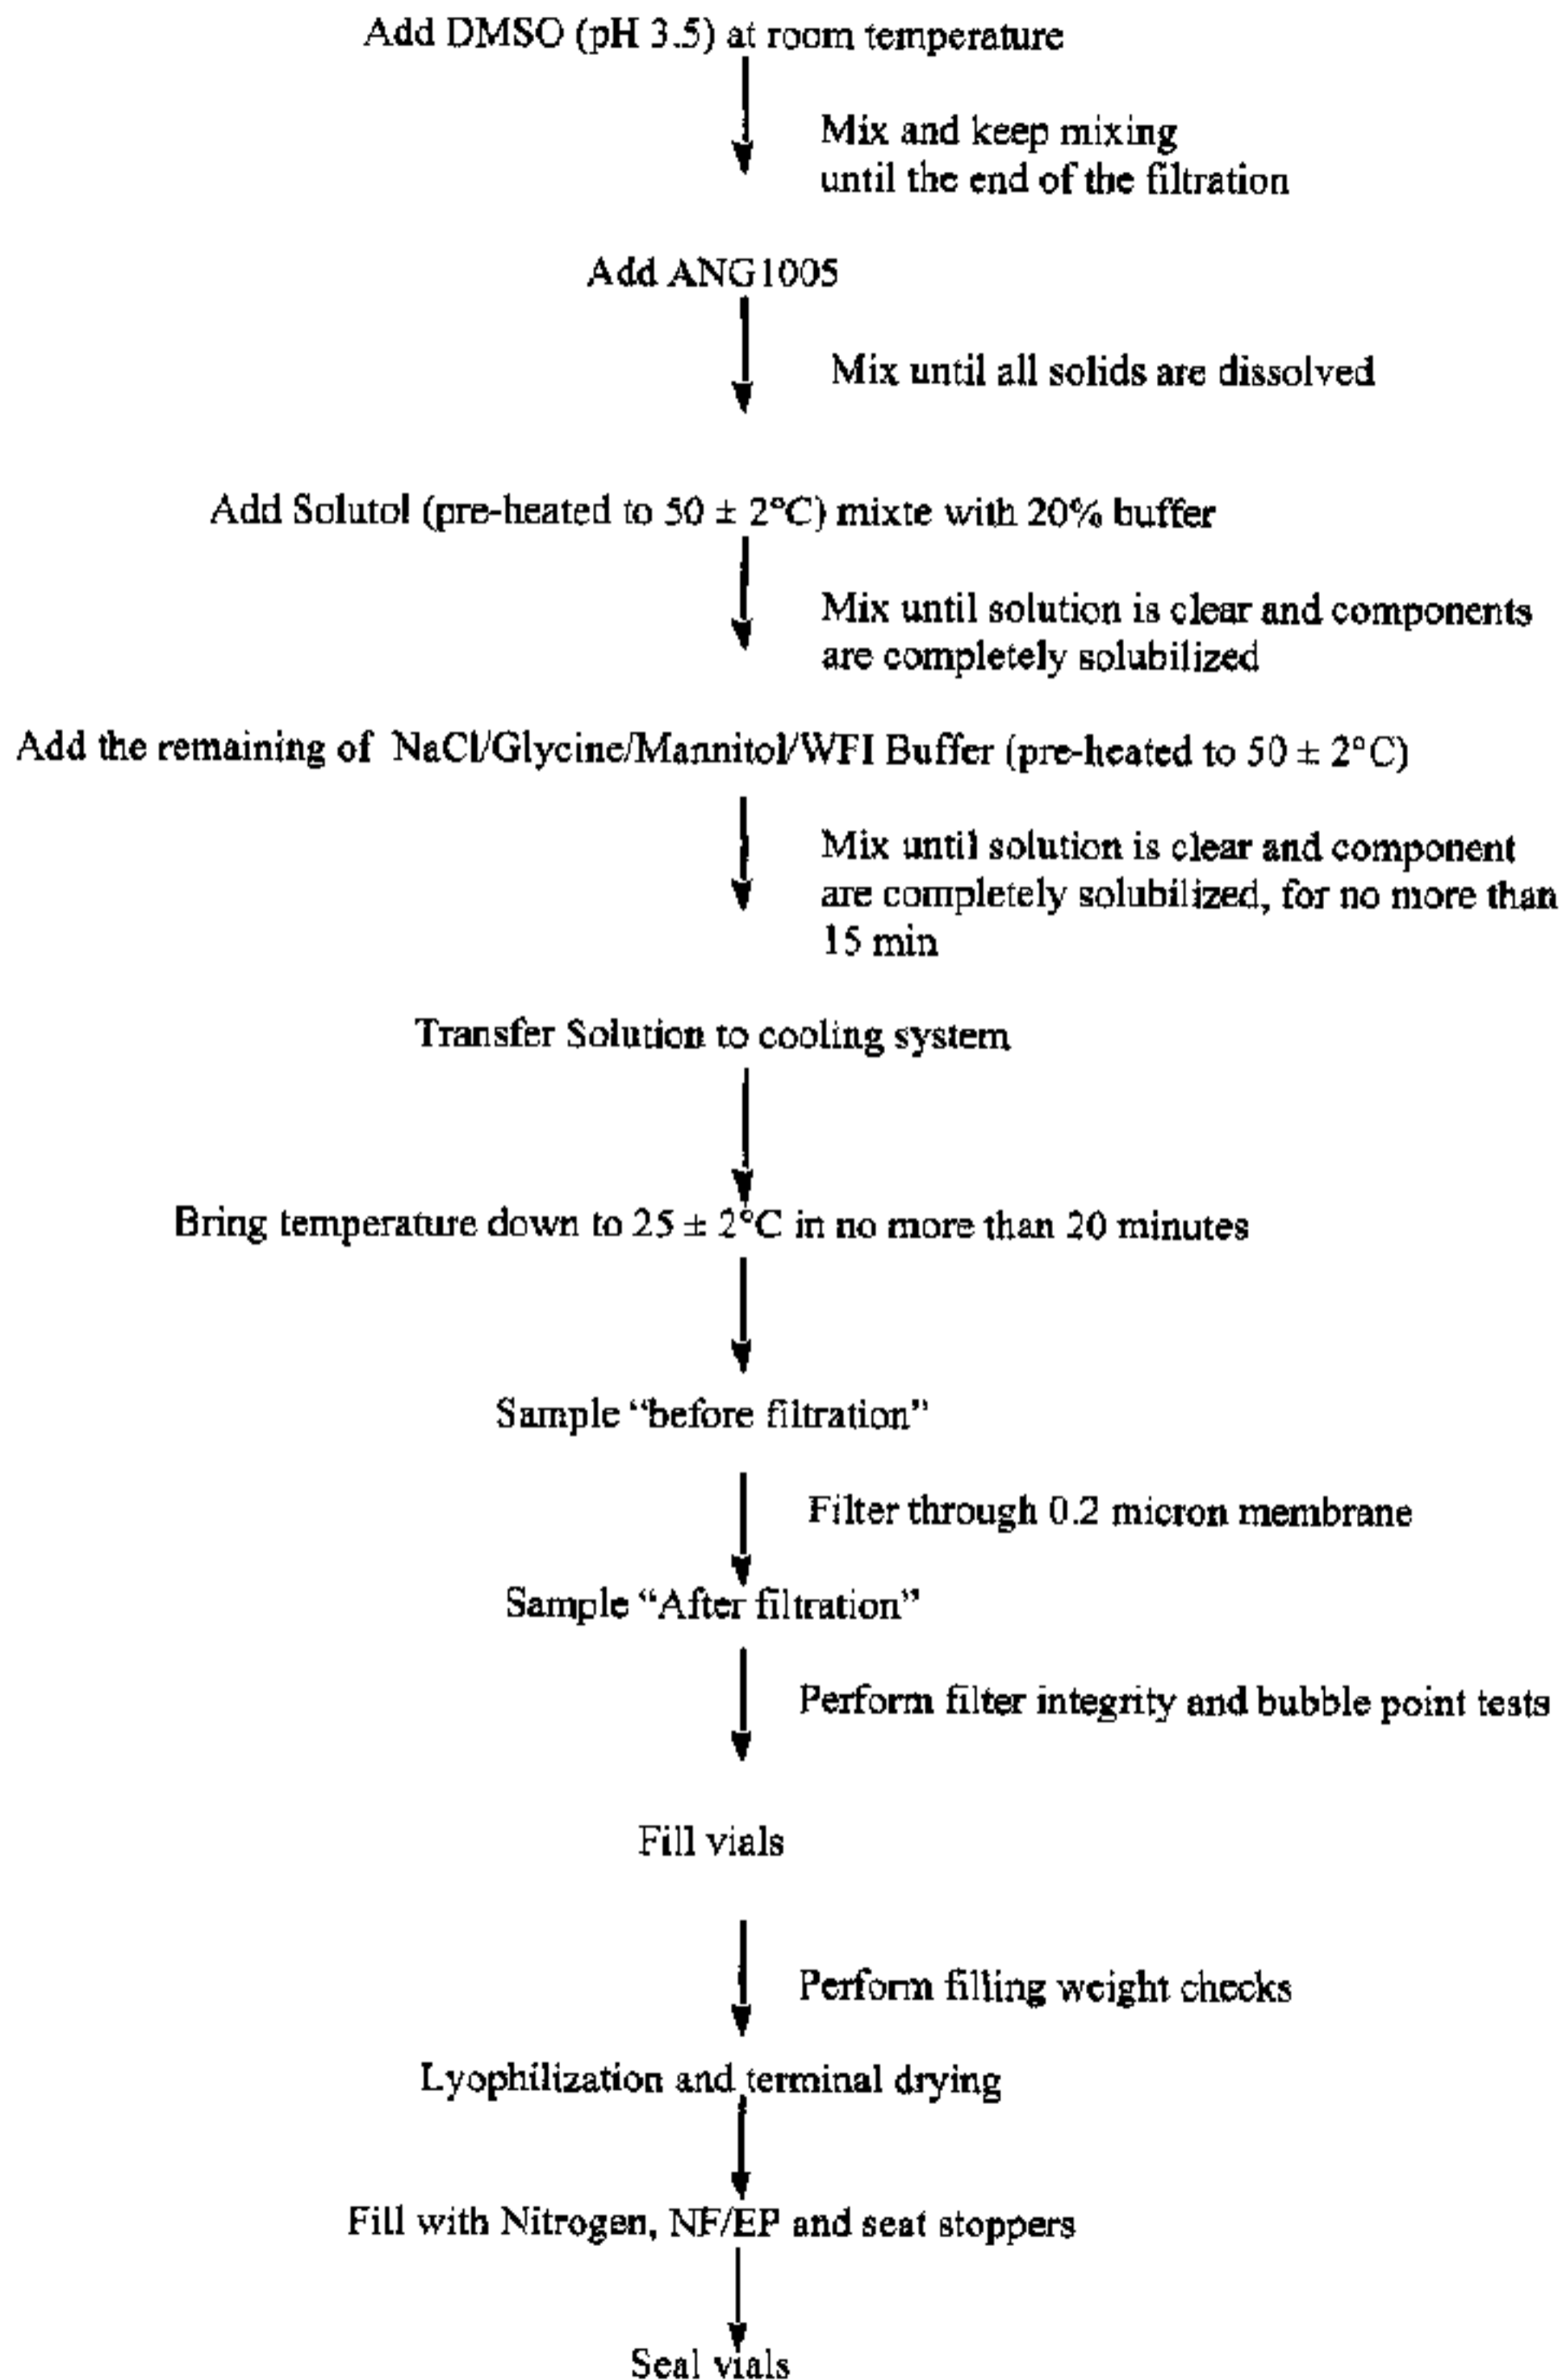 Add DMSO (pH 3.5) at room temperature
Mix and keep mixing
until the end of the filtration
Add ANG1005
Mix until all solids are dissolved
Add Solutol (pre-heated to 50 ± 2°C) mixte with 20% buffer
Mix until solution is clear and components
are completely solubilized
Add the remaining of NaCl/Glycine/Mannitol/WFI Buffer (pre-heated to 50 ± 2°C)
Mix until solution is clear and component
are completely solubilized, for no more than
15 min
Transfer Solution to cooling system
Bring temperature down to 25 ± 2°C in no more than 20 minutes
Sample “before filtration”
Filter through 0.2 micron membrane
Sample “After filtration”
Perform filter integrity and bubble point tests
Fill vials
Perform filling weight checks
Lyophilization and terminal drying
Fill with Nitrogen, NF/EP and seat stoppers
Seal vials